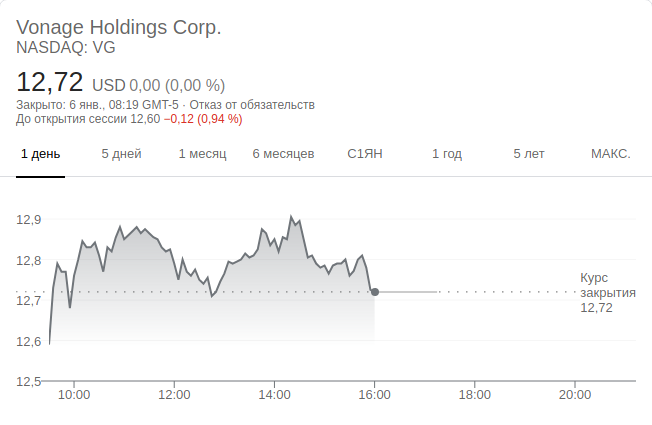 Vonage Holdings Corp.
NASDAQ: VG
12,72 USD 0,00 (0,00 %)
Закрыто: 6 янв., 08:19 GMT-5 · Отказ от обязательств
До открытия сессии 12,60 −0,12 (0,94 %)
1 день 5 дней 1 месяц 6 месяцев С1ЯН 1 год 5 лет МАКС.
12,9
12,8
12,7
12,6
12,5
Курс
закрытия
12,72
10:00 12:00 14:00 16:00 18:00 20:00